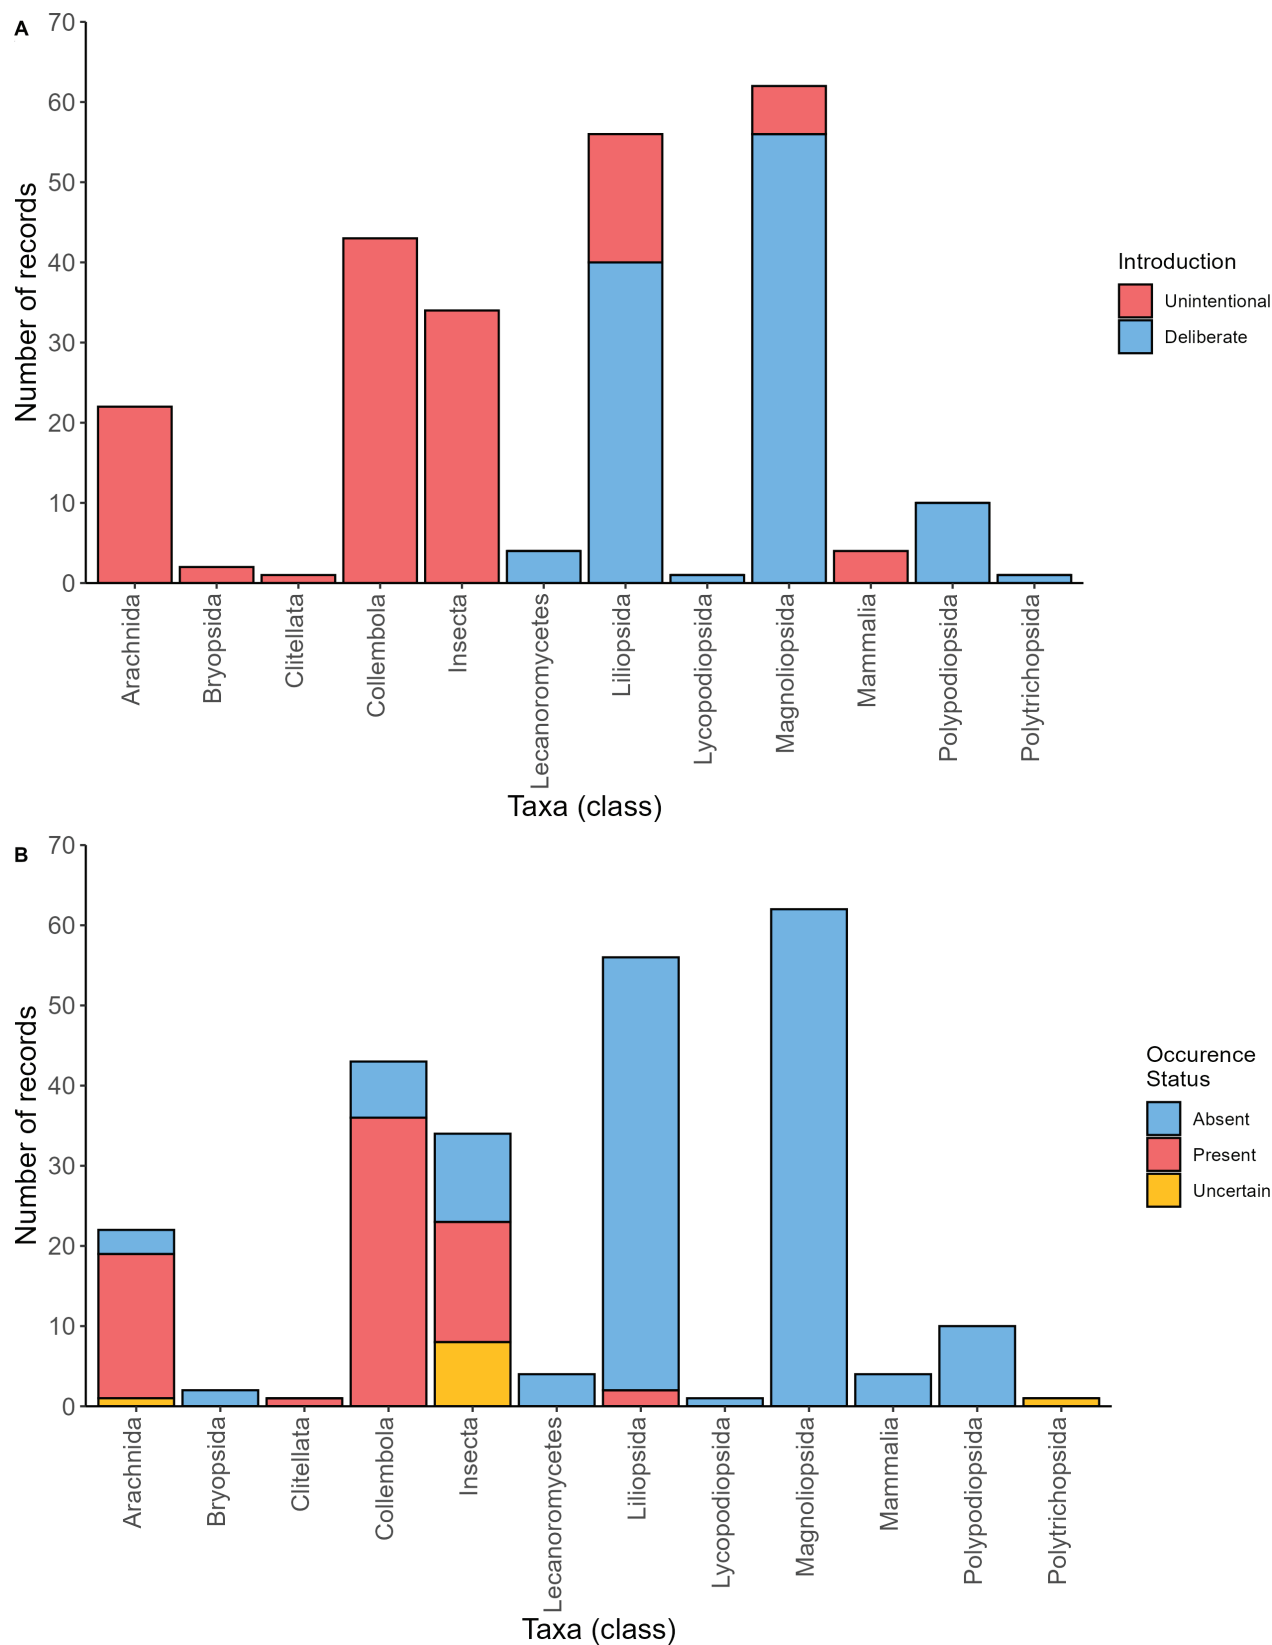 A
70
60
50
40
30
20
10
0
Number of records
Arachnida
Bryopsida
Clitellata
Collembola
Insecta
Lecanoromycetes
Liliopsida
Lycopodiopsida
Magnoliopsida
Mammalia
Polypodiopsida
Polytrichopsida
Taxa (class)
Introduction
Unintentional
Deliberate
B
70
60
50
40
30
20
10
0
Number of records
Arachnida
Bryopsida
Clitellata
Collembola
Insecta
Lecanoromycetes
Liliopsida
Lycopodiopsida
Magnoliopsida
Mammalia
Polypodiopsida
Polytrichopsida
Taxa (class)
Occurence
Status
Absent
Present
Uncertain